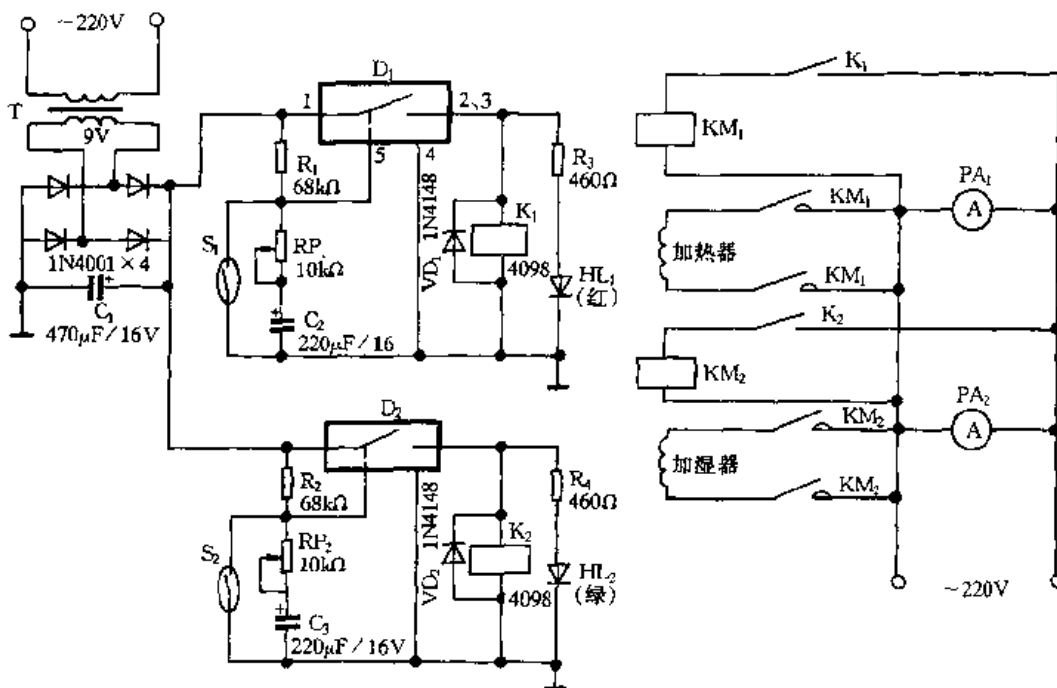 ~220V
T
9V
1N4001×4
C₁
470μF/16V
D₁
1
2、3
5
4
R₁
68kΩ
S₁
RP
10kΩ
C₂
220μF/16
VD₁ 1N4148
K₁
4098
R₃
460Ω
HL₁
(红)
D₂
R₂
68kΩ
S₂
RP₂
10kΩ
C₃
220μF/16V
VD₂ 1N4148
K₂
4098
R₄
460Ω
HL₂
(绿)
K₁
KM₁
PA₁
A
KM₁
加热器
KM₁
K₂
KM₂
PA₂
A
KM₂
加湿器
KM₂
~220V